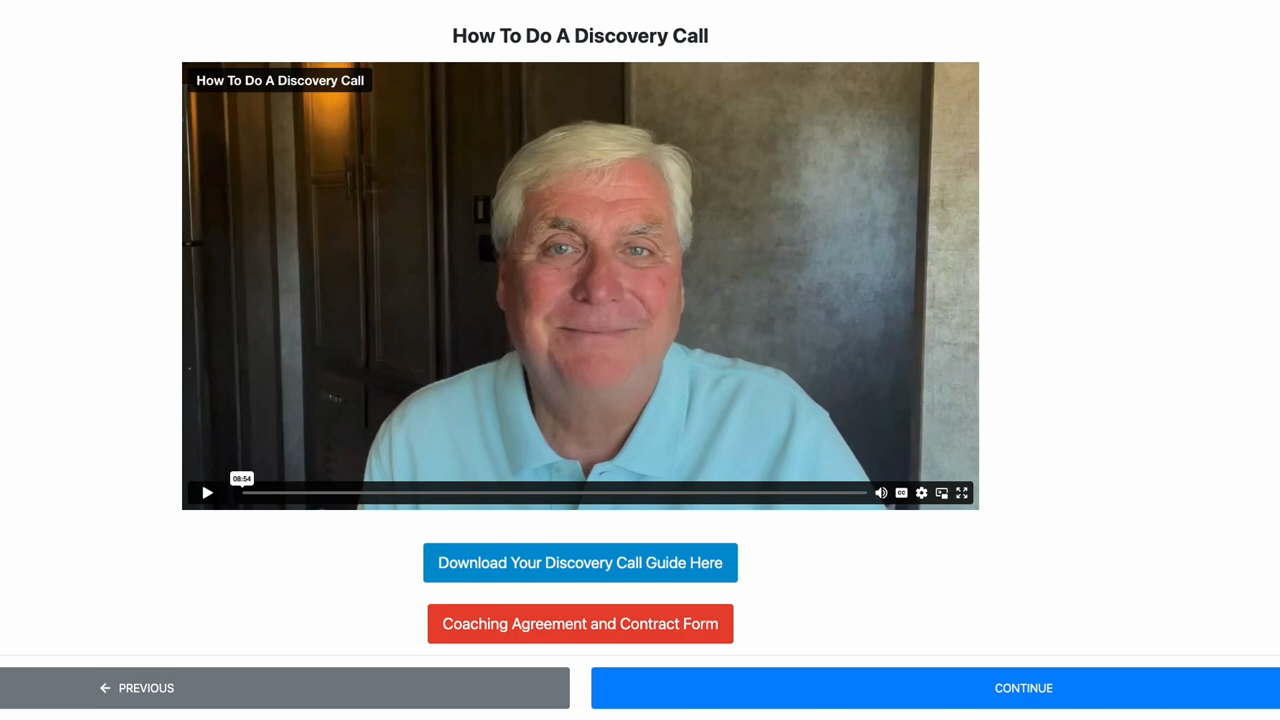 How To Do A Discovery Call
How To Do A Discovery Call
08:54
CC
Download Your Discovery Call Guide Here
Coaching Agreement and Contract Form
PREVIOUS
CONTINUE